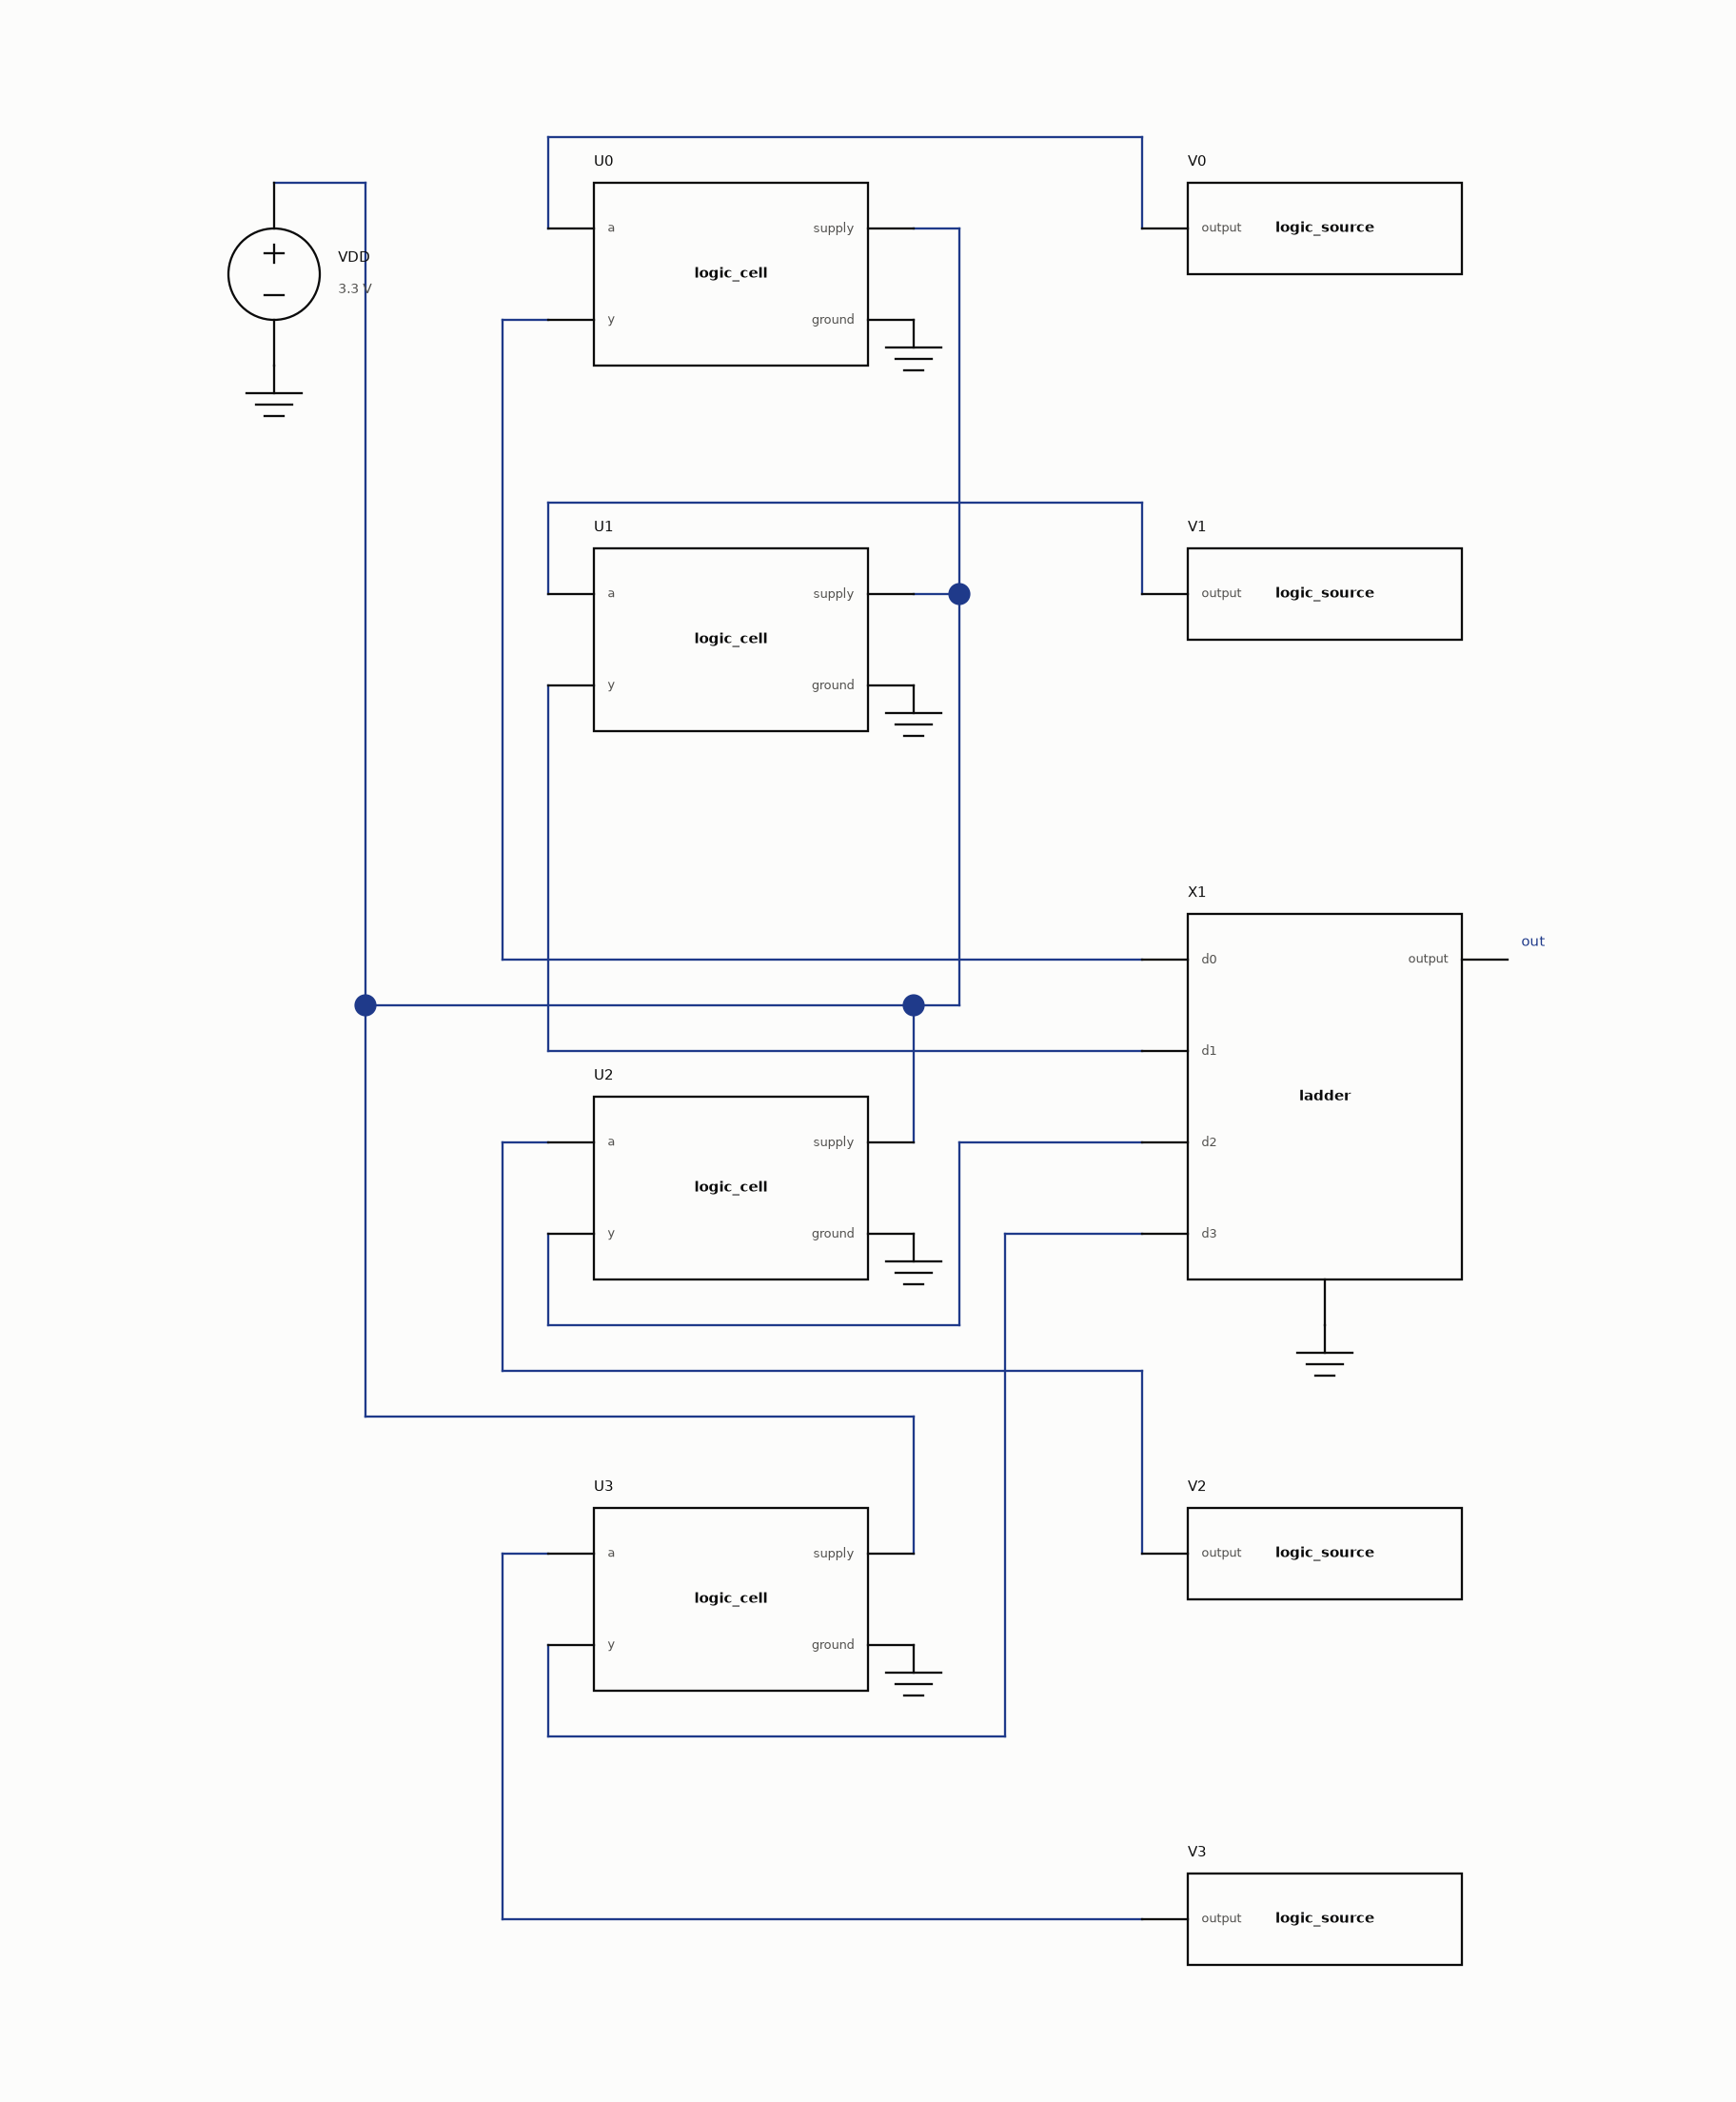 U0
V0
a
supply
output
logic_source
VDD
logic_cell
3.3 V
y
ground
U1
V1
a
supply
output
logic_source
logic_cell
y
ground
X1
out
d0
output
d1
U2
ladder
a
supply
d2
logic_cell
y
ground
d3
U3
V2
a
supply
output
logic_source
logic_cell
y
ground
V3
output
logic_source